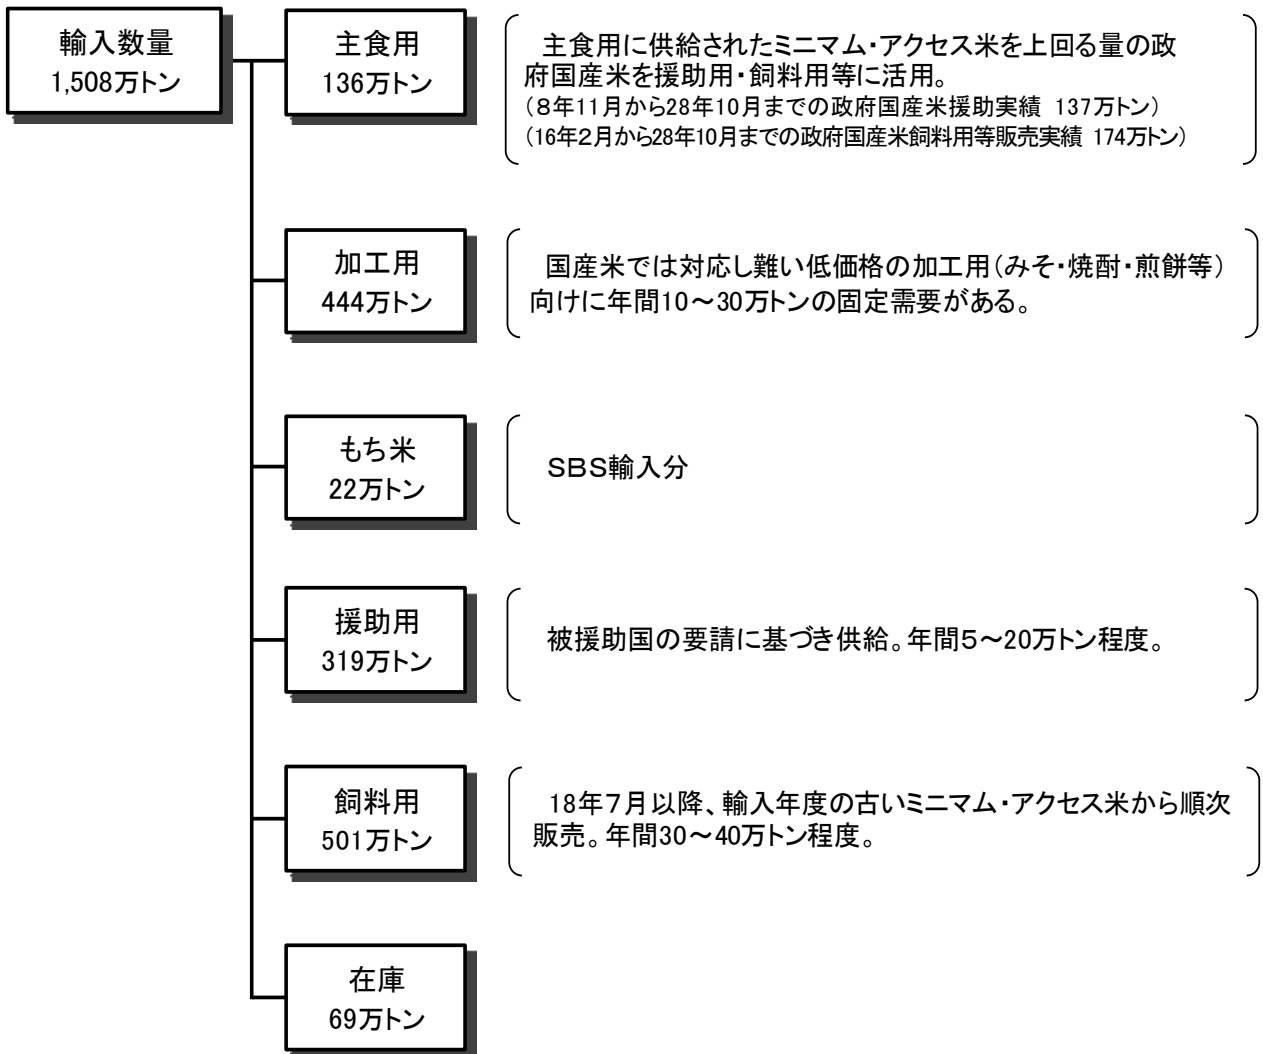 輸入数量
1,508万トン
主食用
136万トン
主食用に供給されたミニマム・アクセス米を上回る量の政
府国産米を援助用・飼料用等に活用。
（８年11月から28年10月までの政府国産米援助実績 137万トン）
（16年２月から28年10月までの政府国産米飼料用等販売実績 174万トン）
加工用
444万トン
国産米では対応し難い低価格の加工用（みそ・焼酎・煎餅等）
向けに年間10～30万トンの固定需要がある。
もち米
22万トン
ＳＢＳ輸入分
援助用
319万トン
被援助国の要請に基づき供給。年間５～20万トン程度。
飼料用
501万トン
18年７月以降、輸入年度の古いミニマム・アクセス米から順次
販売。年間30～40万トン程度。
在庫
69万トン